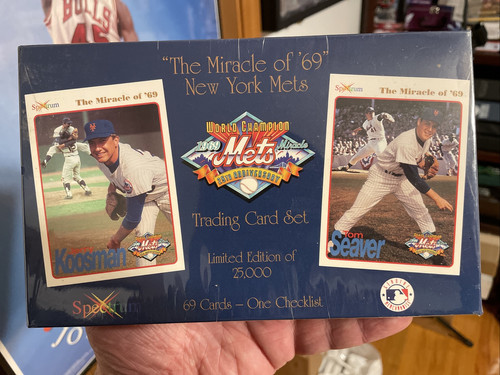 BULLS
"The Miracle of '69"
New York Mets
Spectrum The Miracle of '69
Koosman
Mets
World Champion
1969 Mets Miracle
25th Anniversary
Trading Card Set
Limited Edition of
25,000
69 Cards – One Checklist
Spectrum
Spectrum The Miracle of '69
Tom
Seaver
Mets